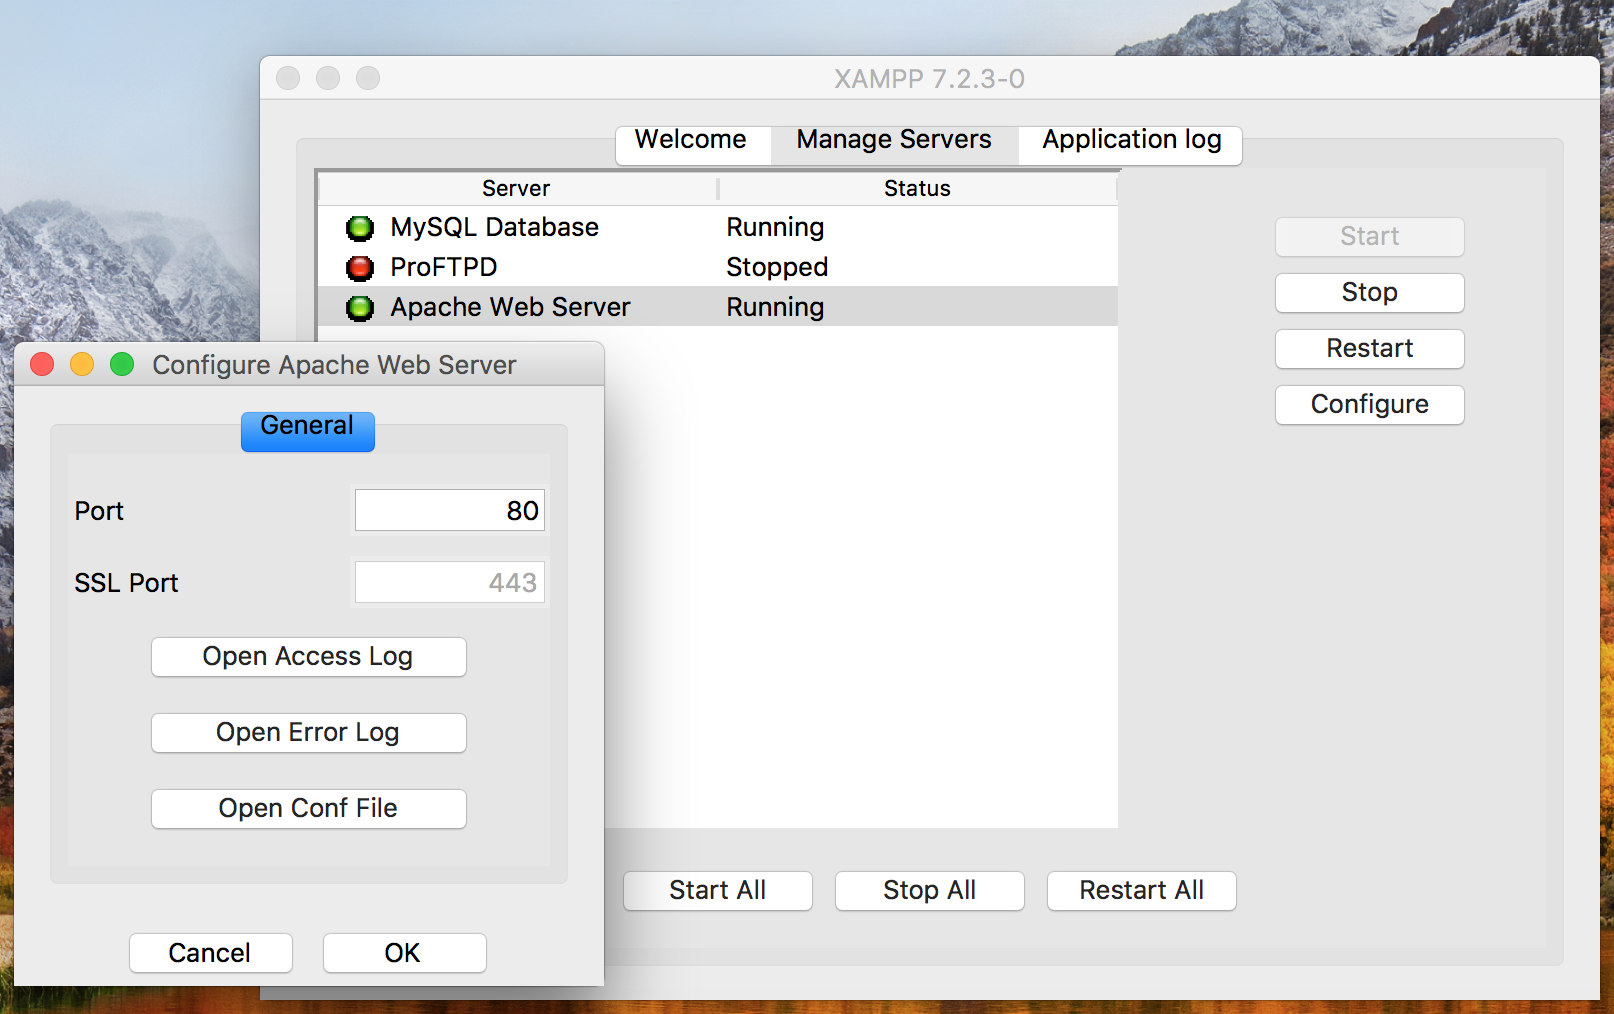 XAMPP 7.2.3-0
Welcome Manage Servers Application log
Server Status
MySQL Database Running
ProFTPD Stopped
Apache Web Server Running
Start
Stop
Restart
Configure
Start All Stop All Restart All
Configure Apache Web Server
General
Port 80
SSL Port 443
Open Access Log
Open Error Log
Open Conf File
Cancel OK